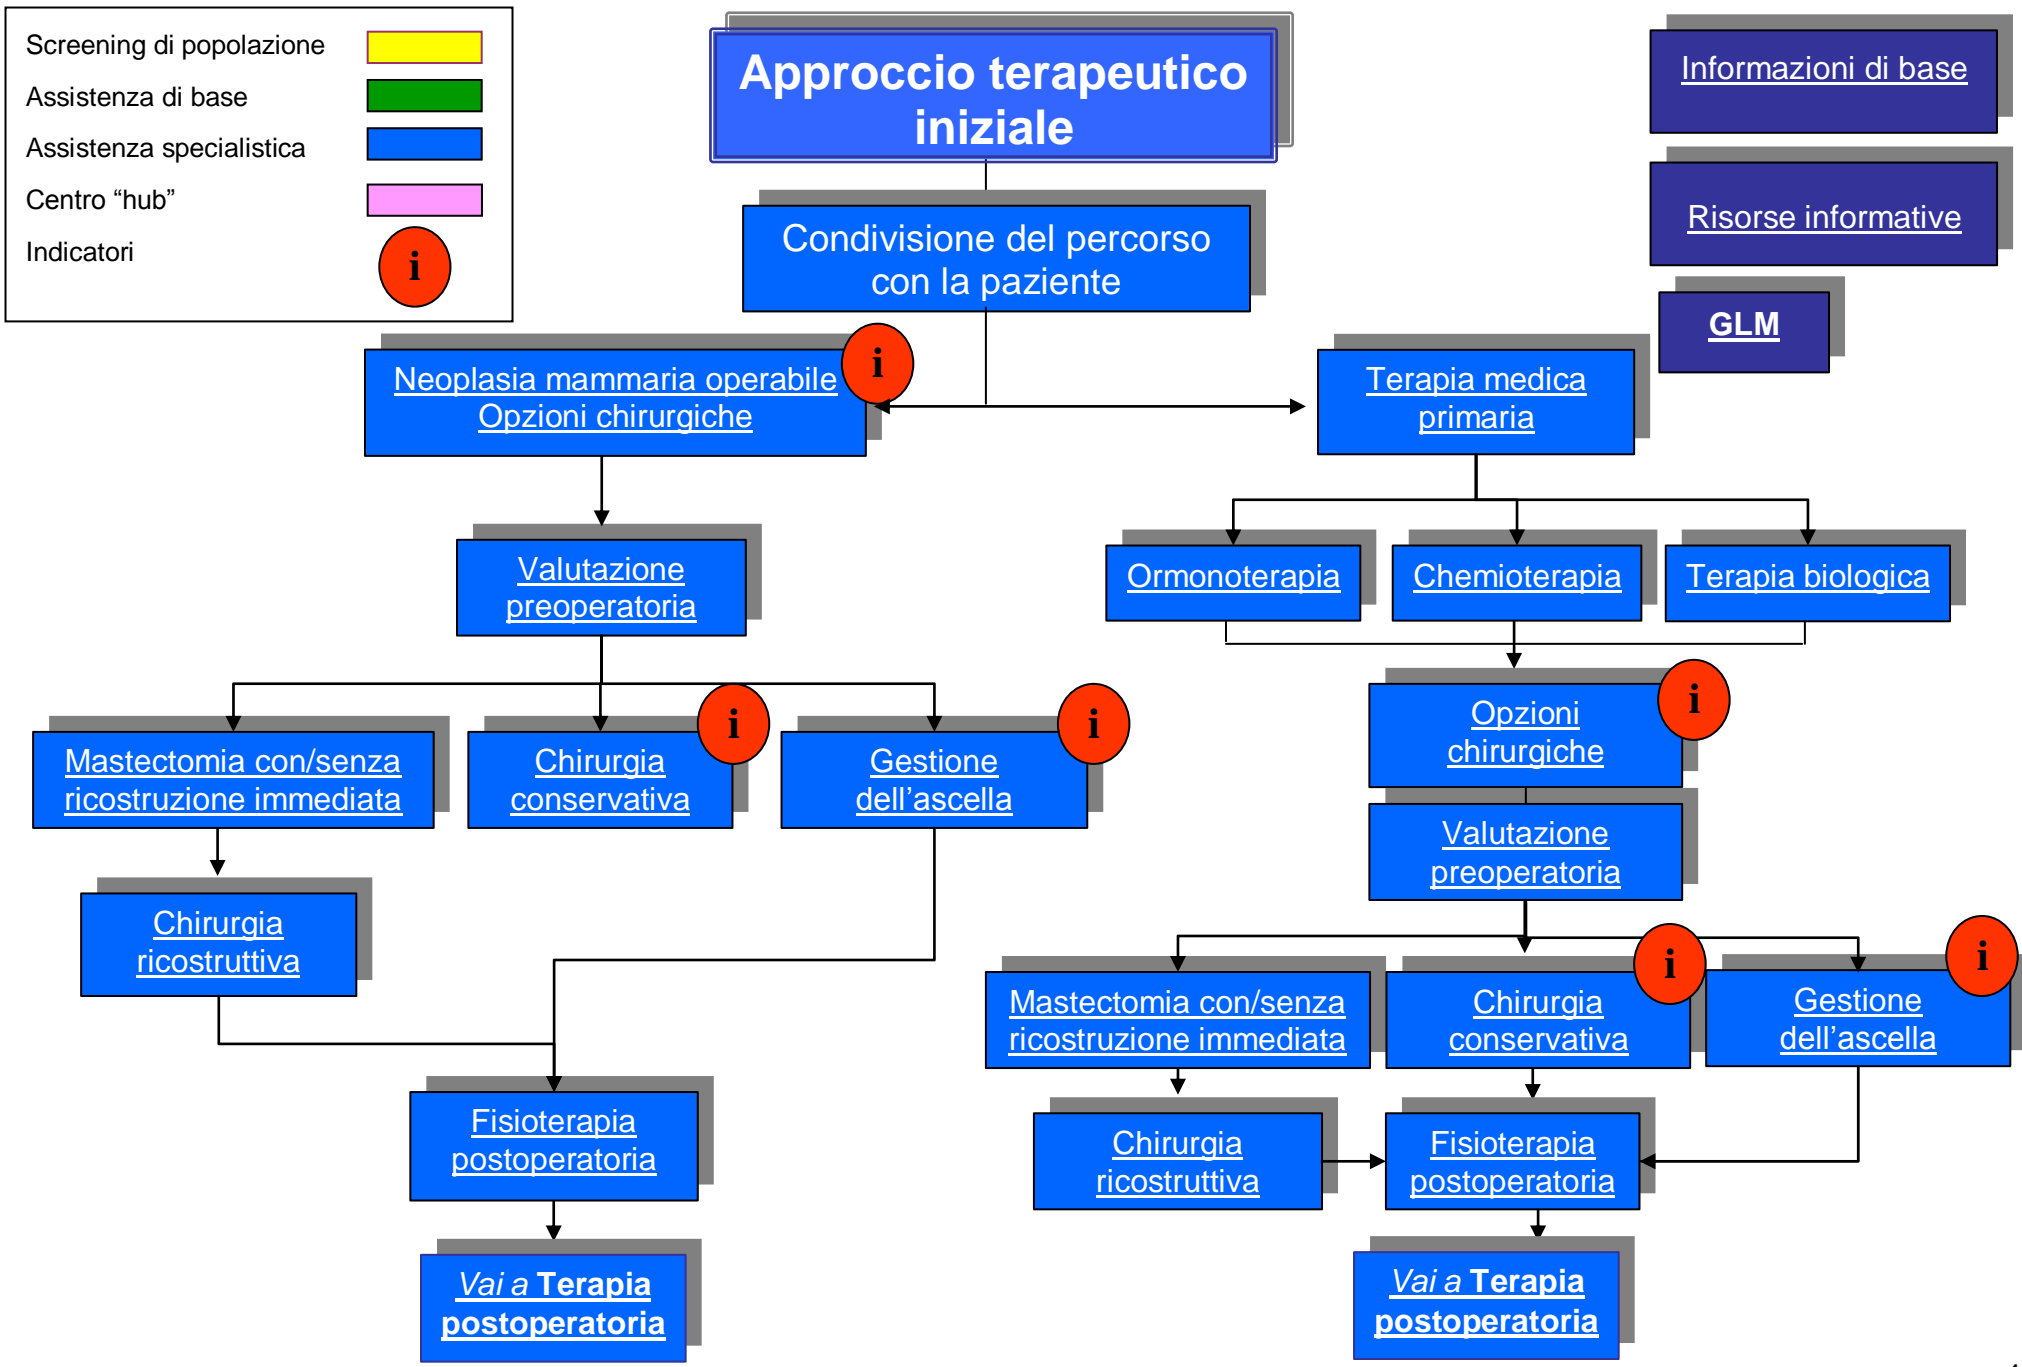 Screening di popolazione
Assistenza di base
Assistenza specialistica
Centro “hub”
Indicatori
i
Approccio terapeutico
iniziale
Informazioni di base
Risorse informative
GLM
Condivisione del percorso
con la paziente
Neoplasia mammaria operabile
Opzioni chirurgiche
i
Terapia medica
primaria
Valutazione
preoperatoria
Ormonoterapia
Chemioterapia
Terapia biologica
Mastectomia con/senza
ricostruzione immediata
Chirurgia
conservativa
i
Gestione
dell’ascella
i
Opzioni
chirurgiche
i
Valutazione
preoperatoria
Chirurgia
ricostruttiva
Mastectomia con/senza
ricostruzione immediata
Chirurgia
conservativa
i
Gestione
dell’ascella
i
Fisioterapia
postoperatoria
Chirurgia
ricostruttiva
Fisioterapia
postoperatoria
Vai a Terapia
postoperatoria
Vai a Terapia
postoperatoria